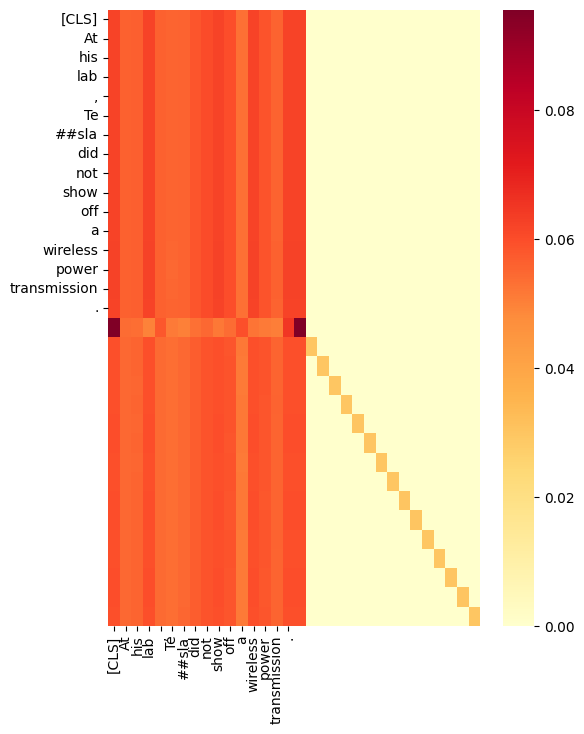 [CLS]
At
his
lab
,
Te
##sla
did
not
show
off
a
wireless
power
transmission
.
0.08
0.06
0.04
0.02
0.00
[CLS]
At
his
lab
,
Te
##sla
did
not
show
off
a
wireless
power
transmission
.